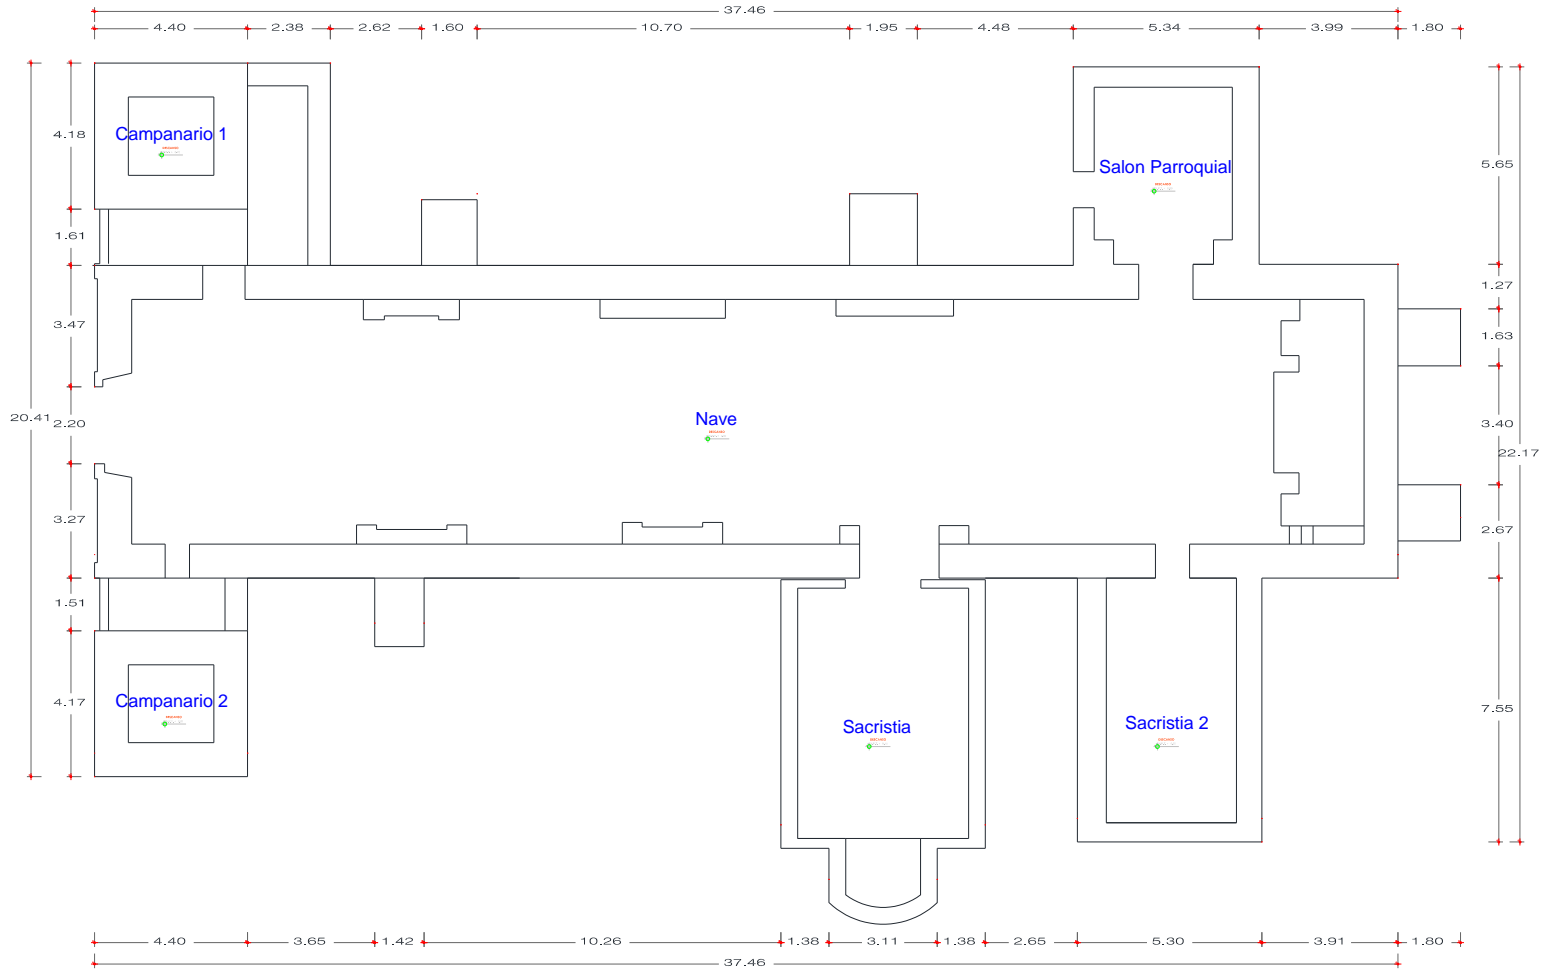 37.46
4.40 2.38 2.62 1.60 10.70 1.95 4.48 5.34 3.99 1.80
4.18
Campanario 1
Salon Parroquial
5.65
1.61
1.27
3.47
1.63
20.41
2.20
Nave
3.40
22.17
3.27
2.67
1.51
4.17
Campanario 2
Sacristia
Sacristia 2
7.55
4.40 3.65 1.42 10.26 1.38 3.11 1.38 2.65 5.30 3.91 1.80
37.46